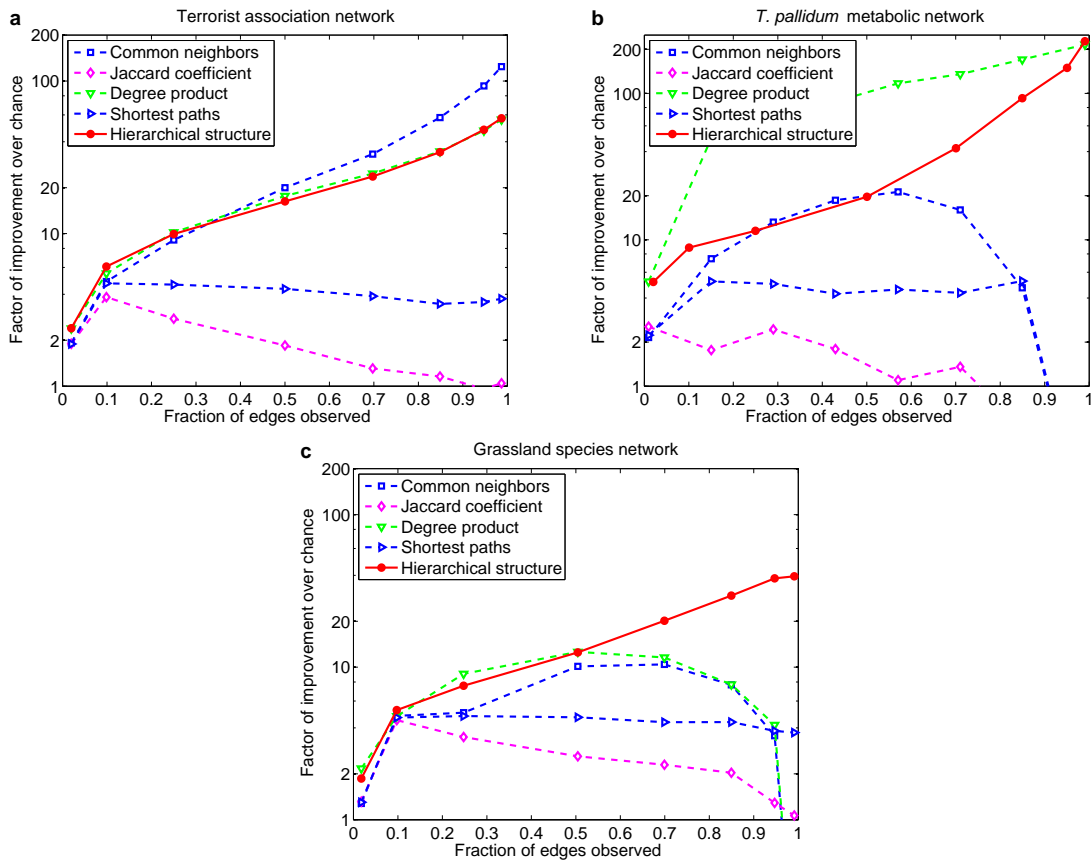 a
Terrorist association network
200
100
20
10
2
1
Factor of improvement over chance
Common neighbors
Jaccard coefficient
Degree product
Shortest paths
Hierarchical structure
0 0.1 0.2 0.3 0.4 0.5 0.6 0.7 0.8 0.9 1
Fraction of edges observed
b
T. pallidum metabolic network
200
100
20
10
2
1
Factor of improvement over chance
Common neighbors
Jaccard coefficient
Degree product
Shortest paths
Hierarchical structure
0 0.1 0.2 0.3 0.4 0.5 0.6 0.7 0.8 0.9 1
Fraction of edges observed
c
Grassland species network
200
100
20
10
2
1
Factor of improvement over chance
Common neighbors
Jaccard coefficient
Degree product
Shortest paths
Hierarchical structure
0 0.1 0.2 0.3 0.4 0.5 0.6 0.7 0.8 0.9 1
Fraction of edges observed